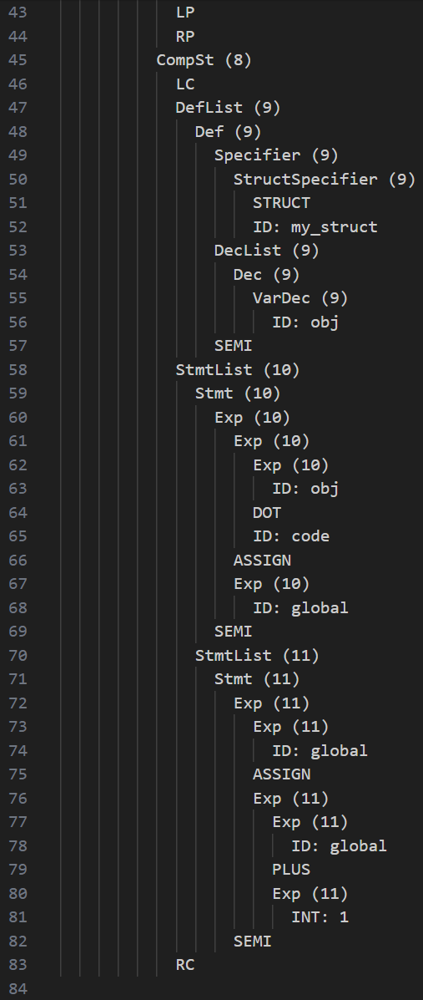 43 LP
44 RP
45 CompSt (8)
46 LC
47 DefList (9)
48 Def (9)
49 Specifier (9)
50 StructSpecifier (9)
51 STRUCT
52 ID: my_struct
53 DecList (9)
54 Dec (9)
55 VarDec (9)
56 ID: obj
57 SEMI
58 StmtList (10)
59 Stmt (10)
60 Exp (10)
61 Exp (10)
62 Exp (10)
63 ID: obj
64 DOT
65 ID: code
66 ASSIGN
67 Exp (10)
68 ID: global
69 SEMI
70 StmtList (11)
71 Stmt (11)
72 Exp (11)
73 Exp (11)
74 ID: global
75 ASSIGN
76 Exp (11)
77 Exp (11)
78 ID: global
79 PLUS
80 Exp (11)
81 INT: 1
82 SEMI
83 RC
84